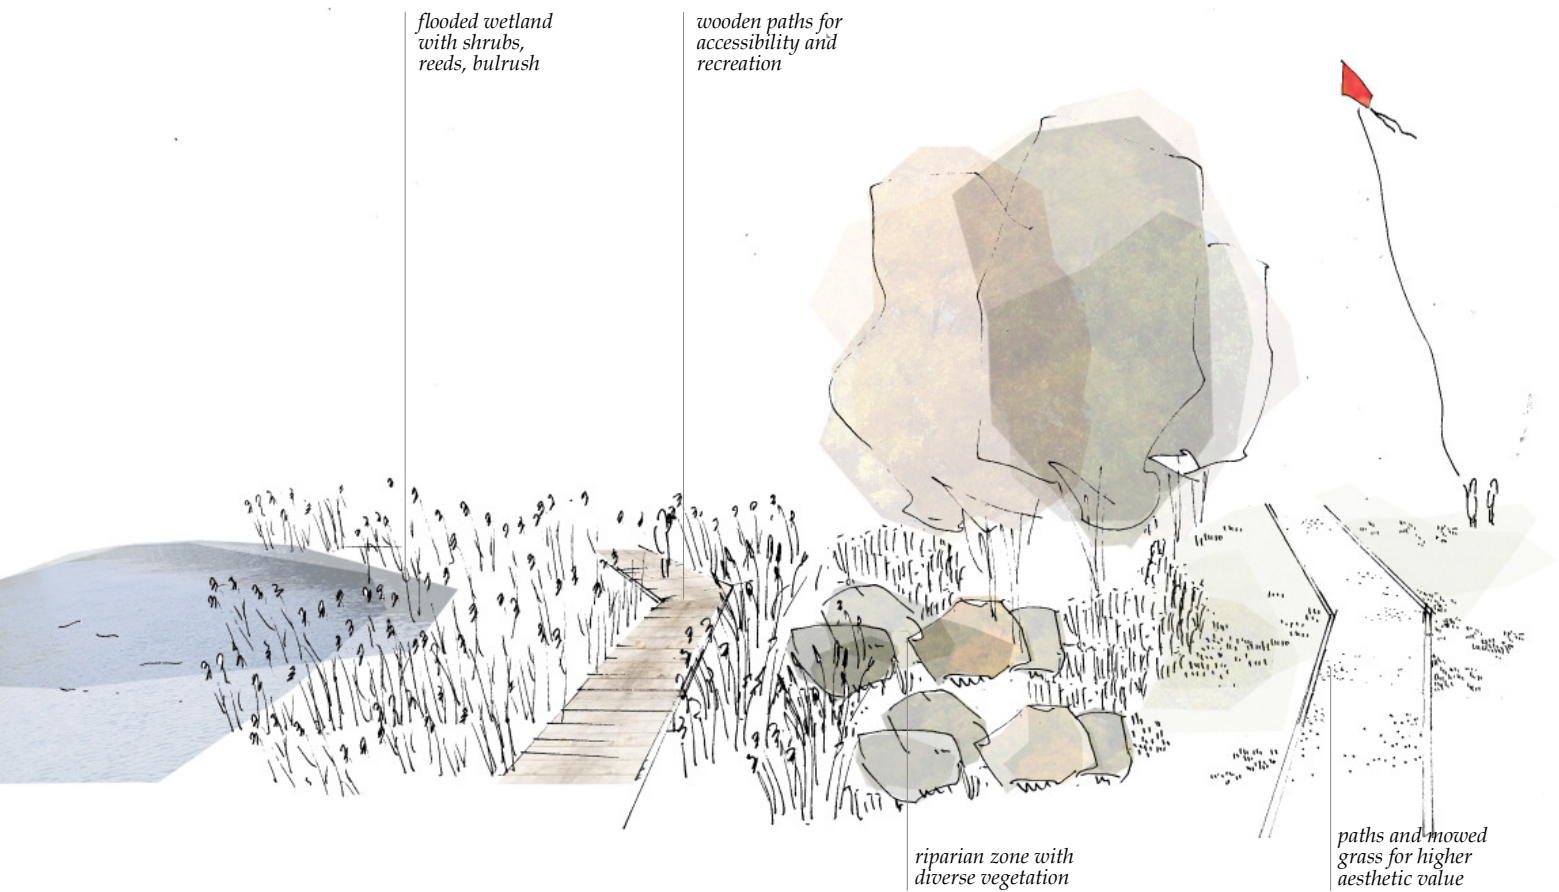 flooded wetland
with shrubs,
reeds, bulrush
wooden paths for
accessibility and
recreation
riparian zone with
diverse vegetation
paths and mowed
grass for higher
aesthetic value